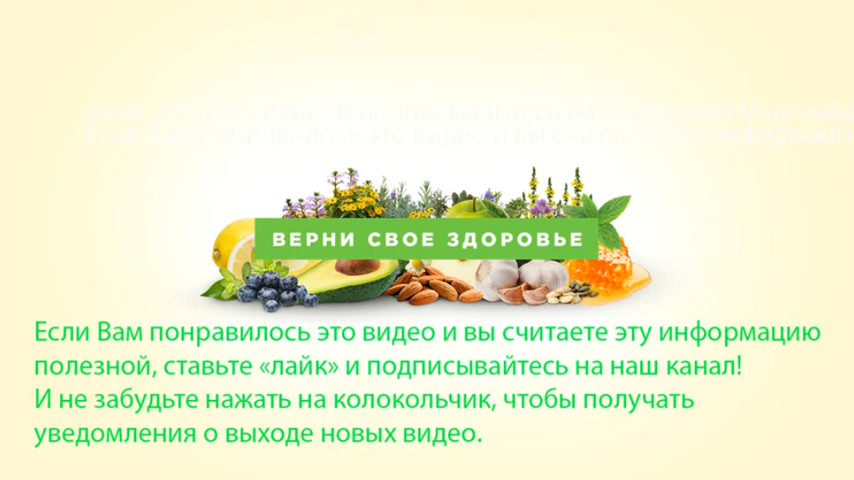 ВЕРНИ СВОЕ ЗДОРОВЬЕ
Если Вам понравилось это видео и вы считаете эту информацию
полезной, ставьте «лайк» и подписывайтесь на наш канал!
И не забудьте нажать на колокольчик, чтобы получать
уведомления о выходе новых видео.